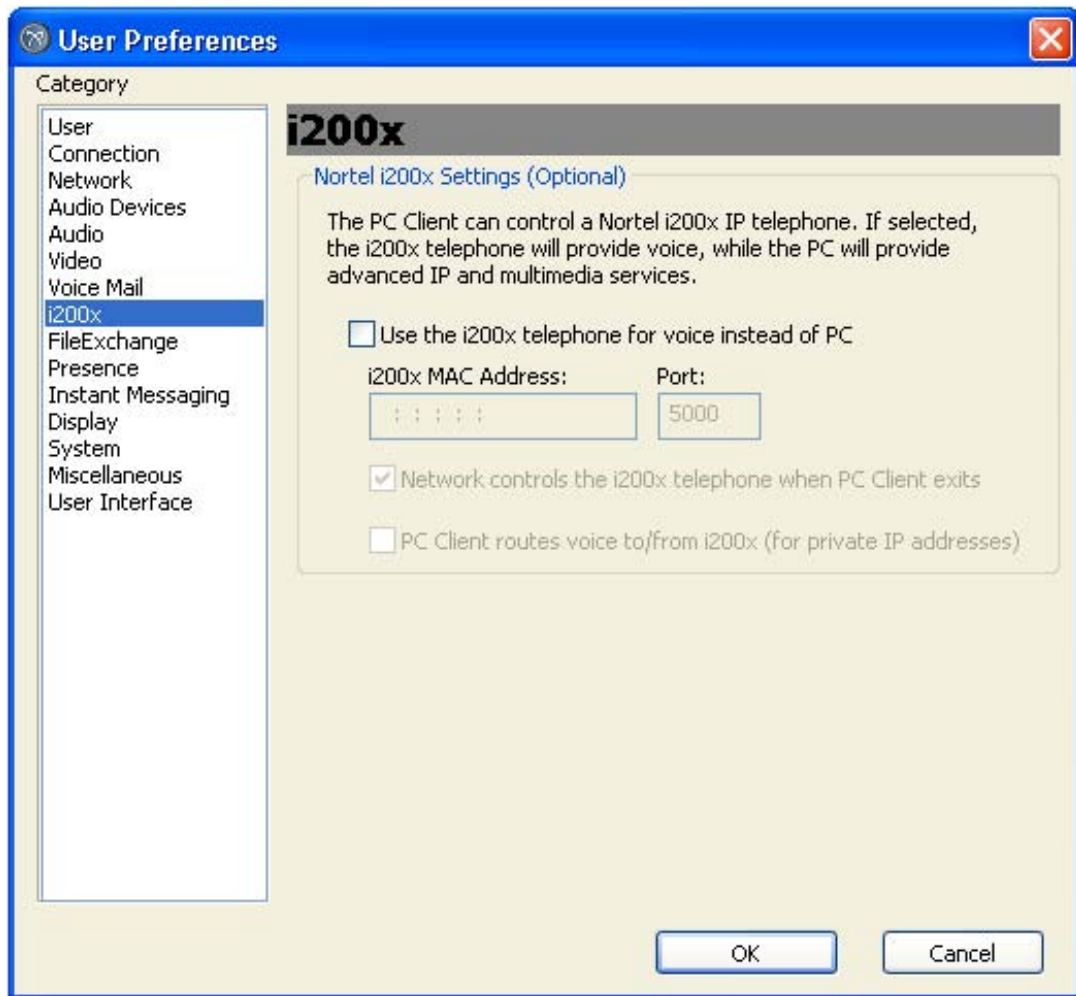 User Preferences
Category
User
Connection
Network
Audio Devices
Audio
Video
Voice Mail
i200x
FileExchange
Presence
Instant Messaging
Display
System
Miscellaneous
User Interface
i200x
Nortel i200x Settings (Optional)
The PC Client can control a Nortel i200x IP telephone. If selected,
the i200x telephone will provide voice, while the PC will provide
advanced IP and multimedia services.
Use the i200x telephone for voice instead of PC
i200x MAC Address: Port:
: : : : : 5000
Network controls the i200x telephone when PC Client exits
PC Client routes voice to/from i200x (for private IP addresses)
OK Cancel